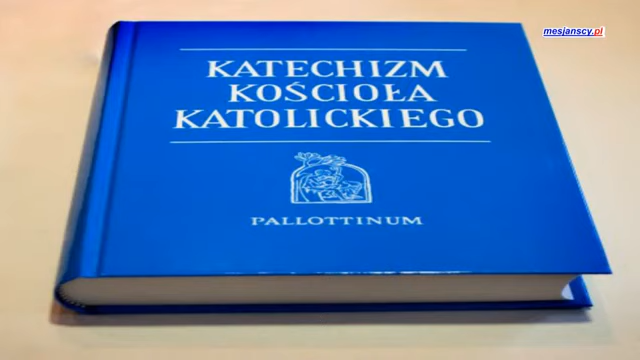 mesjanscy.pl
KATECHIZM
KOŚCIOŁA
KATOLICKIEGO
PALLOTTINUM